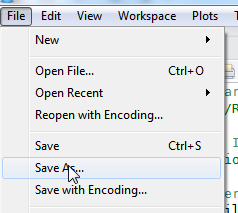 File Edit View Workspace Plots
New
Open File... Ctrl+O
Open Recent
Reopen with Encoding...
Save Ctrl+S
Save As...
Save with Encoding...